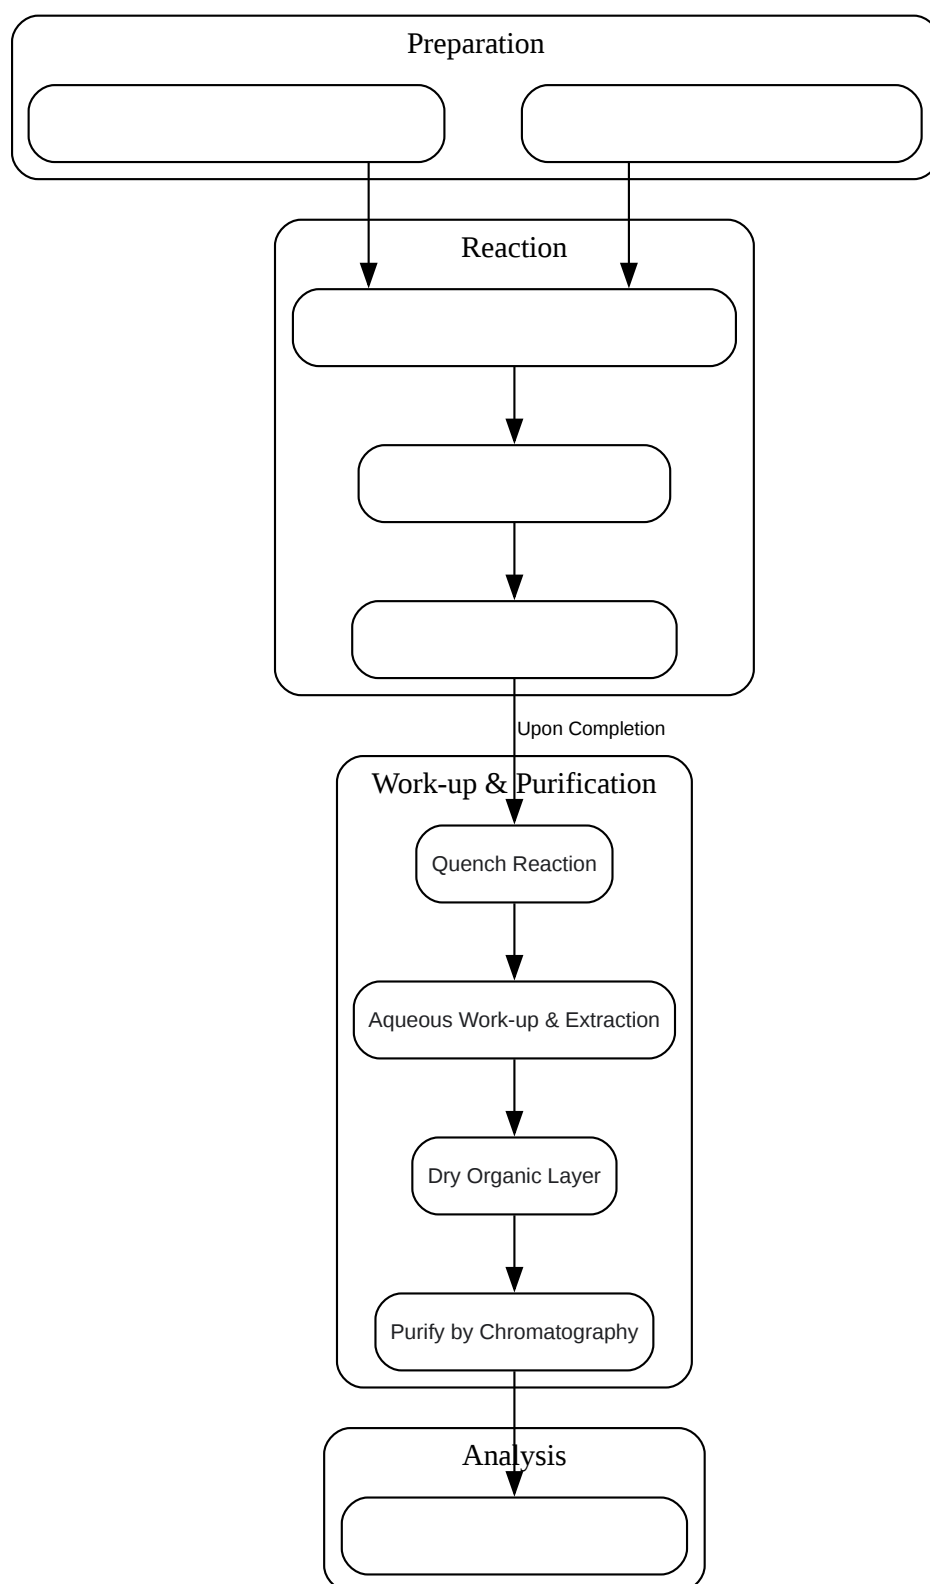 Preparation
Reaction
Upon Completion
Work-up & Purification
Quench Reaction
Aqueous Work-up & Extraction
Dry Organic Layer
Purify by Chromatography
Analysis